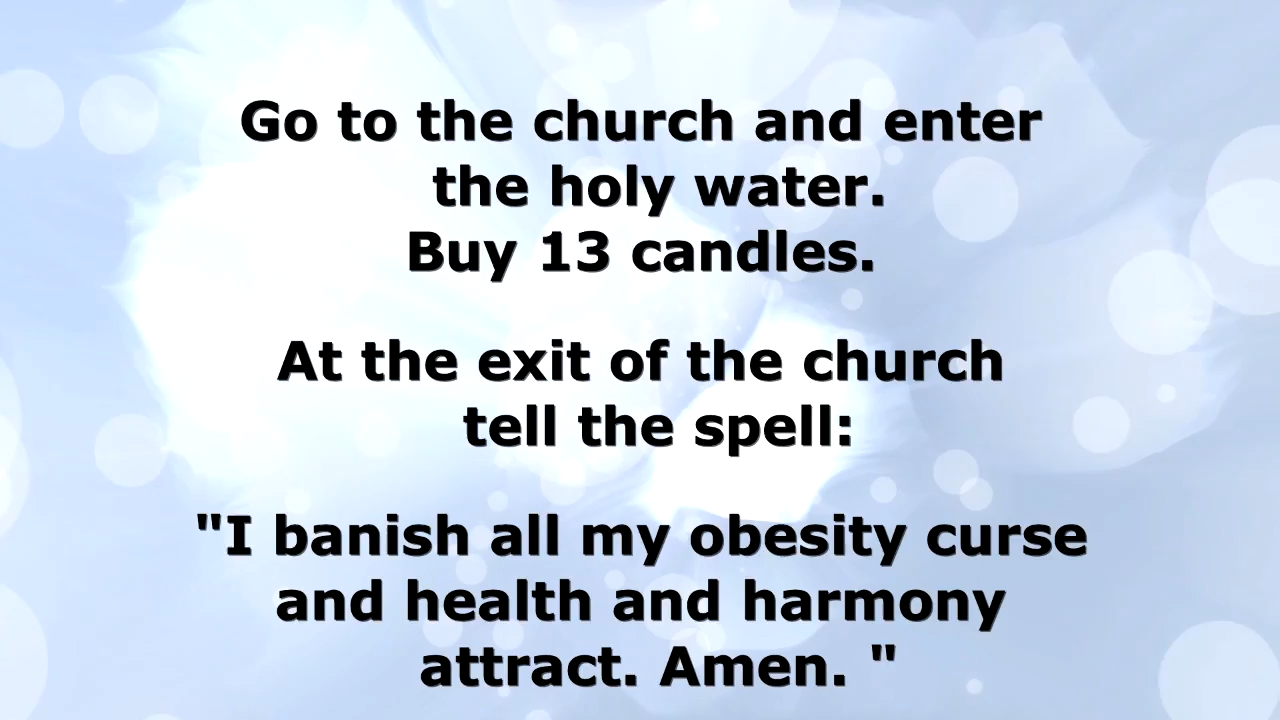 Go to the church and enter
the holy water.
Buy 13 candles.
At the exit of the church
tell the spell:
"I banish all my obesity curse
and health and harmony
attract. Amen. "